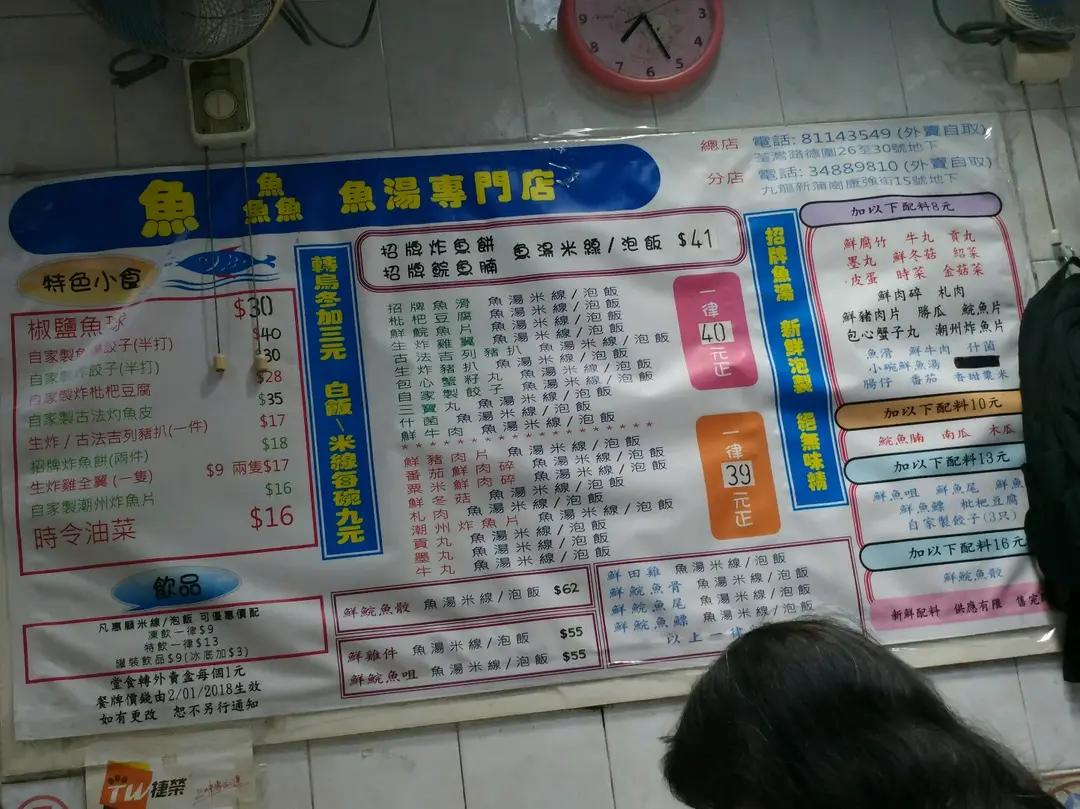 總店 電話: 81143549 (外賣自取)
荃灣路德圍26至30號地下
分店 電話: 34889810 (外賣自取)
九龍新蒲崗康強街15號地下
魚 魚魚魚 魚湯專門店
特色小食
椒鹽魚球 $30
自家製魚 餃子(半打) $40
自家製炸餃子(半打) $30
自家製炸枇杷豆腐 $28
自家製古法灼魚皮 $35
生炸/古法吉列豬扒(一件) $17
招牌炸魚餅(兩件) $18
生炸雞全翼(一隻) $9 兩隻$17
自家製潮州炸魚片 $16
時令油菜 $16
飲品
凡惠顧米線/泡飯 可優惠價配
凍飲一律$9
特飲一律$13
罐裝飲品$9(冰底加$3)
堂食轉外賣盒每個1元
餐牌價錢由2/01/2018生效
如有更改 恕不另行通知
轉烏冬加三元 白飯\米線每碗九元
招牌炸魚餅 魚湯米線/泡飯 $41
招牌鯇魚腩
招牌魚滑 魚湯米線/泡飯
枇杷豆腐 魚湯米線/泡飯
鮮鯇魚片 魚湯米線/泡飯
生炸雞翼 魚湯米線/泡飯
古法吉列豬扒 魚湯米線/泡飯
包心蟹籽丸 魚湯米線/泡飯
自家製餃子 魚湯米線/泡飯
三寶丸 魚湯米線/泡飯
什菌 魚湯米線/泡飯
鮮牛肉 魚湯米線/泡飯
一律40元正
鮮豬肉片 魚湯米線/泡飯
番茄鮮肉碎 魚湯米線/泡飯
粟米鮮肉碎 魚湯米線/泡飯
鮮冬菇 魚湯米線/泡飯
札肉 魚湯米線/泡飯
潮州炸魚片 魚湯米線/泡飯
貢丸 魚湯米線/泡飯
墨丸 魚湯米線/泡飯
牛丸 魚湯米線/泡飯
一律39元正
鮮鯇魚骰 魚湯米線/泡飯 $62
鮮雞件 魚湯米線/泡飯 $55
鮮鯇魚咀 魚湯米線/泡飯 $55
鮮田雞 魚湯米線/泡飯
鮮鯇魚骨 魚湯米線/泡飯
鮮鯇魚尾 魚湯米線/泡飯
鮮鯇魚鰾 魚湯米線/泡飯
以上一律
招牌魚湯 新鮮泡製 絕無味精
加以下配料8元
鮮腐竹 牛丸 貢丸
墨丸 鮮冬菇 紹菜
皮蛋 時菜 金菇菜
鮮肉碎 札肉
鮮豬肉片 勝瓜 鯇魚片
包心蟹子丸 潮州炸魚片
魚滑 鮮牛肉 什菌
小碗鮮魚湯
腸仔 番茄 香甜粟米
加以下配料10元
鯇魚腩 南瓜 木瓜
加以下配料13元
鮮魚咀 鮮魚尾 鮮魚
鮮魚鰾 枇杷豆腐
自家製餃子(3只)
加以下配料16元
鮮鯇魚骰
新鮮配料 供應有限 售完
9
8
7
6
5
4
3
TW捷榮